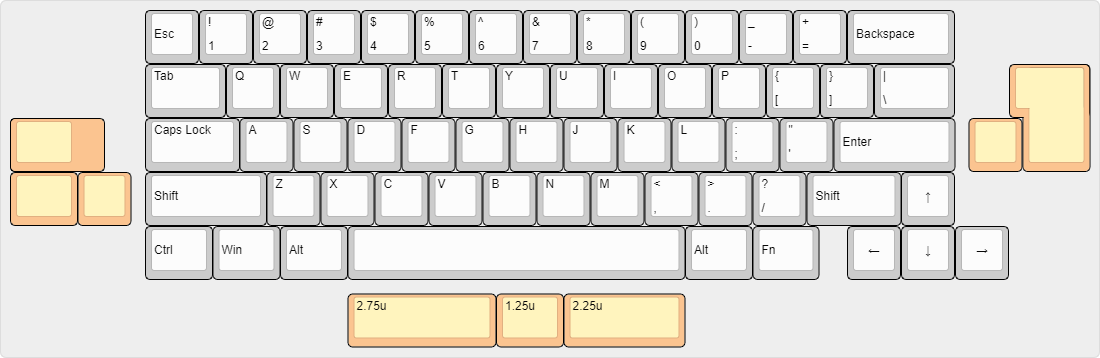 Esc ! @ # $ % ^ & * ( ) _ + Backspace
1 2 3 4 5 6 7 8 9 0 - =
Tab Q W E R T Y U I O P { } |
[ ] \
Caps Lock A S D F G H J K L : " Enter
; '
Shift Z X C V B N M < > ? Shift ↑
, . /
Ctrl Win Alt Alt Fn ← ↓ →
2.75u 1.25u 2.25u